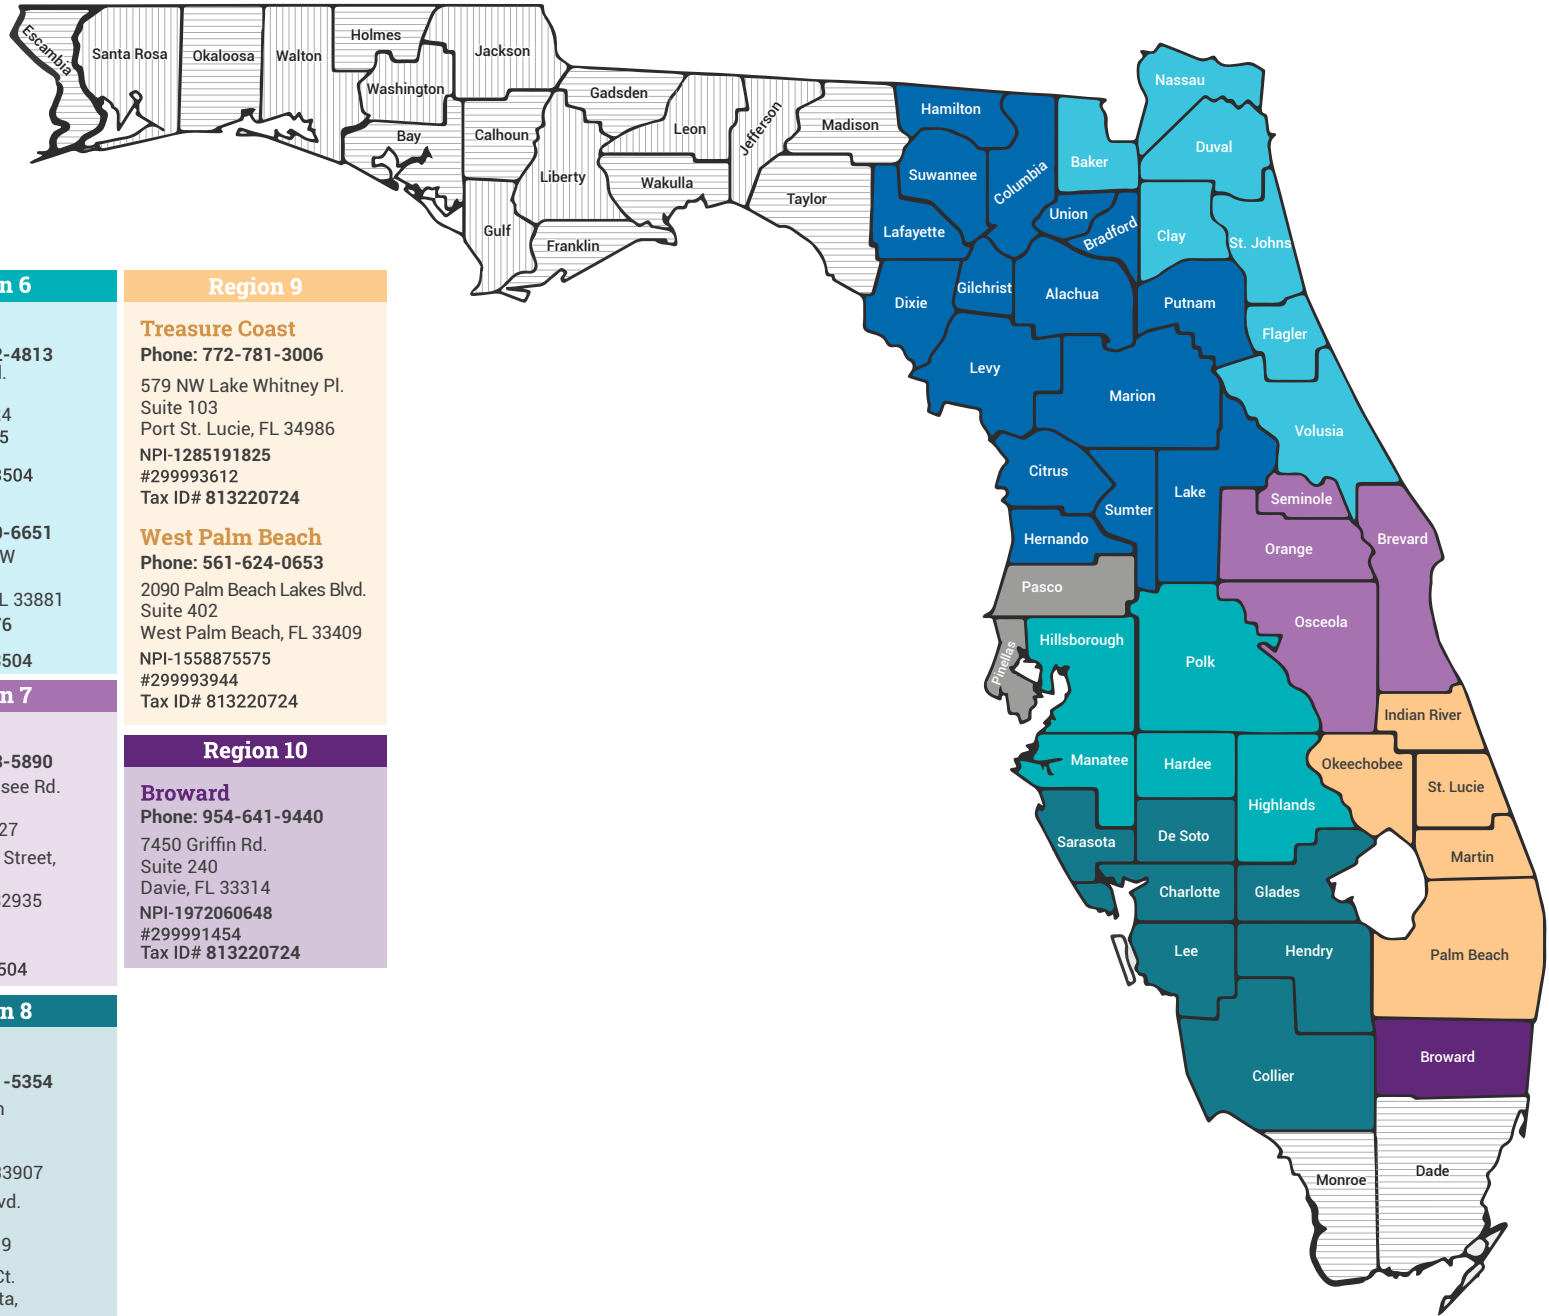 Escambia
Santa Rosa
Okaloosa
Walton
Holmes
Washington
Jackson
Bay
Calhoun
Gulf
Liberty
Gadsden
Franklin
Leon
Wakulla
Jefferson
Madison
Taylor
Hamilton
Suwannee
Lafayette
Columbia
Baker
Nassau
Duval
Union
Bradford
Clay
St. Johns
Dixie
Gilchrist
Alachua
Putnam
Flagler
Levy
Marion
Volusia
Citrus
Sumter
Lake
Seminole
Hernando
Orange
Brevard
Pasco
Pinellas
Hillsborough
Polk
Osceola
Indian River
Manatee
Hardee
Highlands
Okeechobee
St. Lucie
Sarasota
De Soto
Martin
Charlotte
Glades
Lee
Hendry
Palm Beach
Collier
Broward
Monroe
Dade
n 6
-4813
4
5
504
-6651
W
L 33881
6
504
n 7
-5890
see Rd.
27
Street,
2935
504
n 8
-5354
33907
vd.
9
Ct.
ta,
Region 9
Treasure Coast
Phone: 772-781-3006
579 NW Lake Whitney Pl.
Suite 103
Port St. Lucie, FL 34986
NPI-1285191825
#299993612
Tax ID# 813220724
West Palm Beach
Phone: 561-624-0653
2090 Palm Beach Lakes Blvd.
Suite 402
West Palm Beach, FL 33409
NPI-1558875575
#299993944
Tax ID# 813220724
Region 10
Broward
Phone: 954-641-9440
7450 Griffin Rd.
Suite 240
Davie, FL 33314
NPI-1972060648
#299991454
Tax ID# 813220724